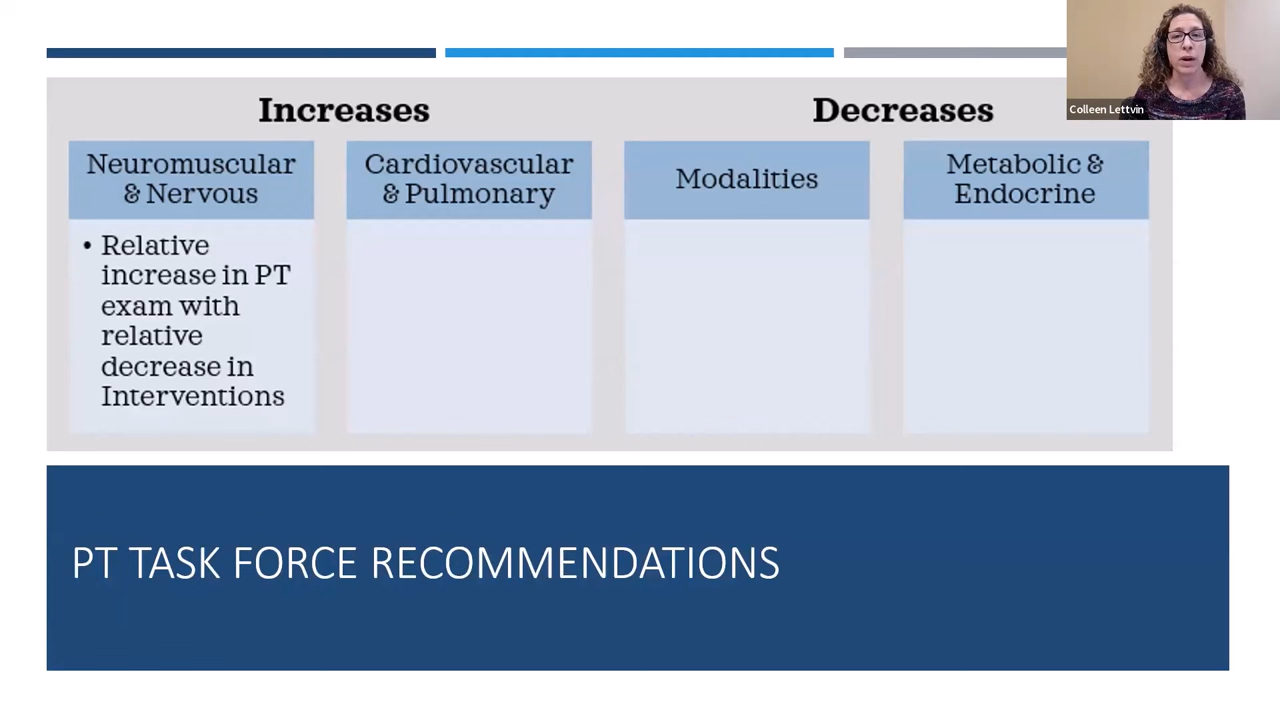 Increases
Decreases
Neuromuscular
& Nervous
Cardiovascular
& Pulmonary
Modalities
Metabolic &
Endocrine
• Relative
increase in PT
exam with
relative
decrease in
Interventions
PT TASK FORCE RECOMMENDATIONS
Colleen Lettvin